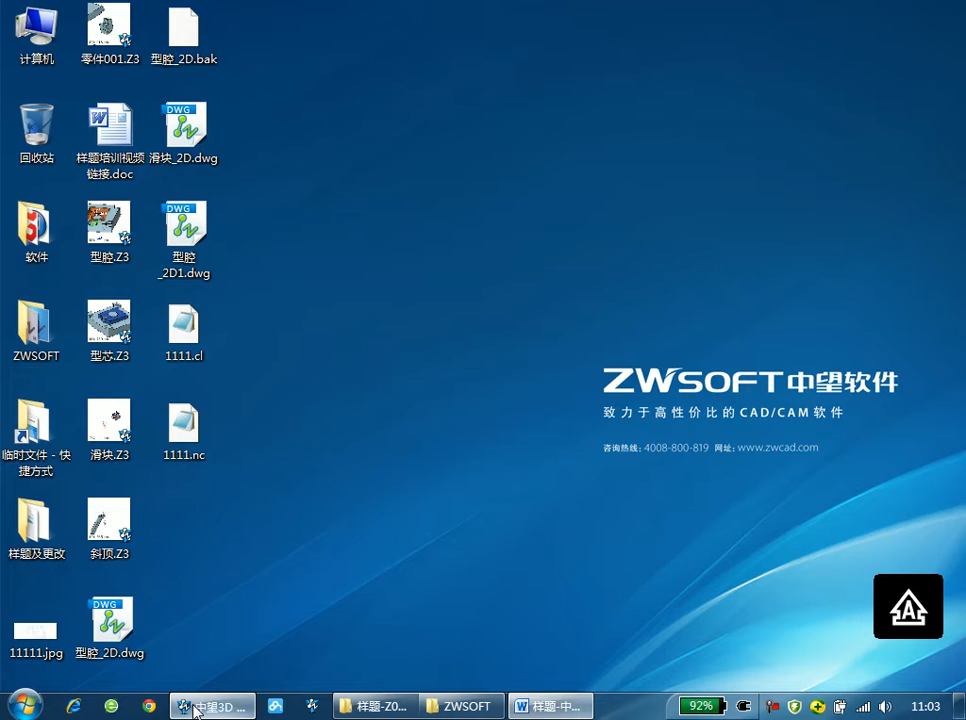 计算机
零件001.Z3
型腔_2D.bak
DWG
回收站
样题培训视频
链接.doc
滑块_2D.dwg
DWG
软件
型腔.Z3
型腔
_2D1.dwg
ZWSOFT
型芯.Z3
1111.cl
ZWSOFT中望软件
致力于高性价比的 CAD/CAM 软件
咨询热线：4008-800-819 网址：www.zwcad.com
临时文件 - 快
捷方式
滑块.Z3
1111.nc
样题及更改
斜顶.Z3
DWG
11111.jpg
型腔_2D.dwg
A
中望3D ...
样题-Z0...
ZWSOFT
样题-中...
92%
11:03